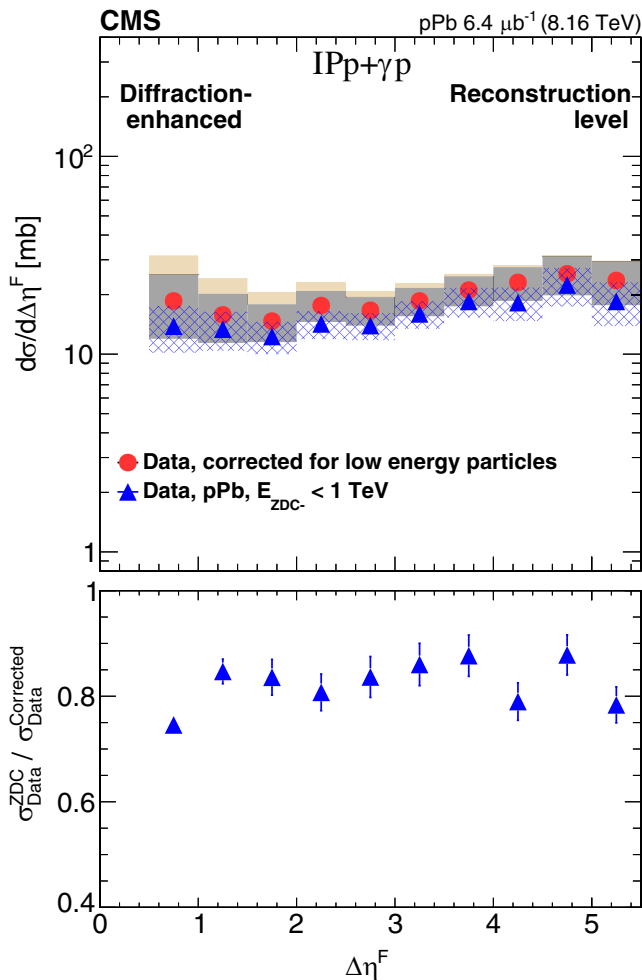 CMS pPb 6.4 μb⁻¹ (8.16 TeV)
IPp+γp
Diffraction-enhanced
Reconstruction level
dσ/dΔη^F [mb]
10²
10
1
Data, corrected for low energy particles
Data, pPb, E_ZDC- < 1 TeV
σ^ZDC_Data / σ^Corrected_Data
1
0.8
0.6
0.4
0 1 2 3 4 5
Δη^F